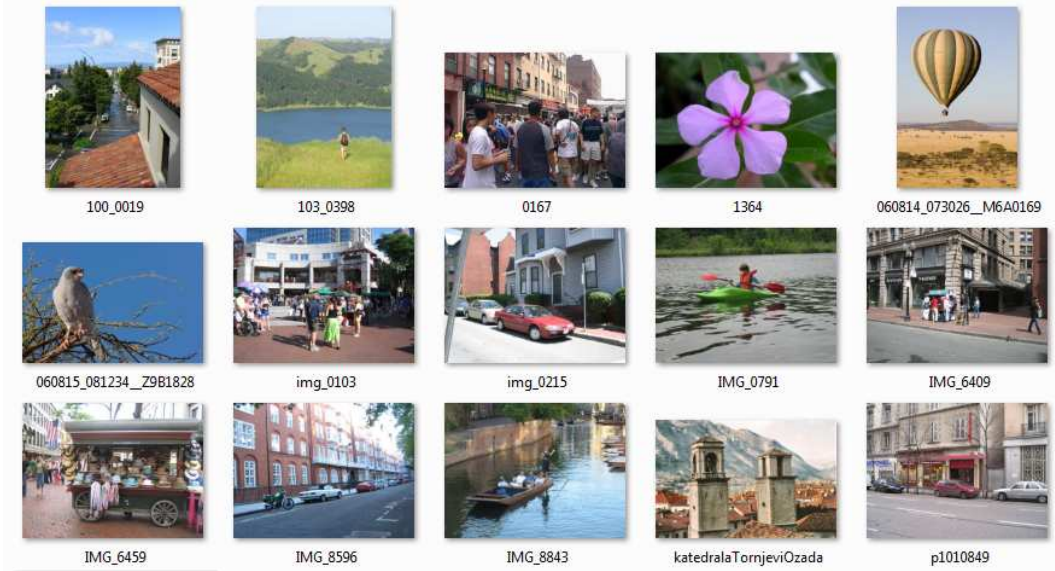 100_0019
103_0398
0167
1364
060814_073026__M6A0169
060815_081234__Z9B1828
img_0103
img_0215
IMG_0791
IMG_6409
IMG_6459
IMG_8596
IMG_8843
katedralaTornjeviOzada
p1010849